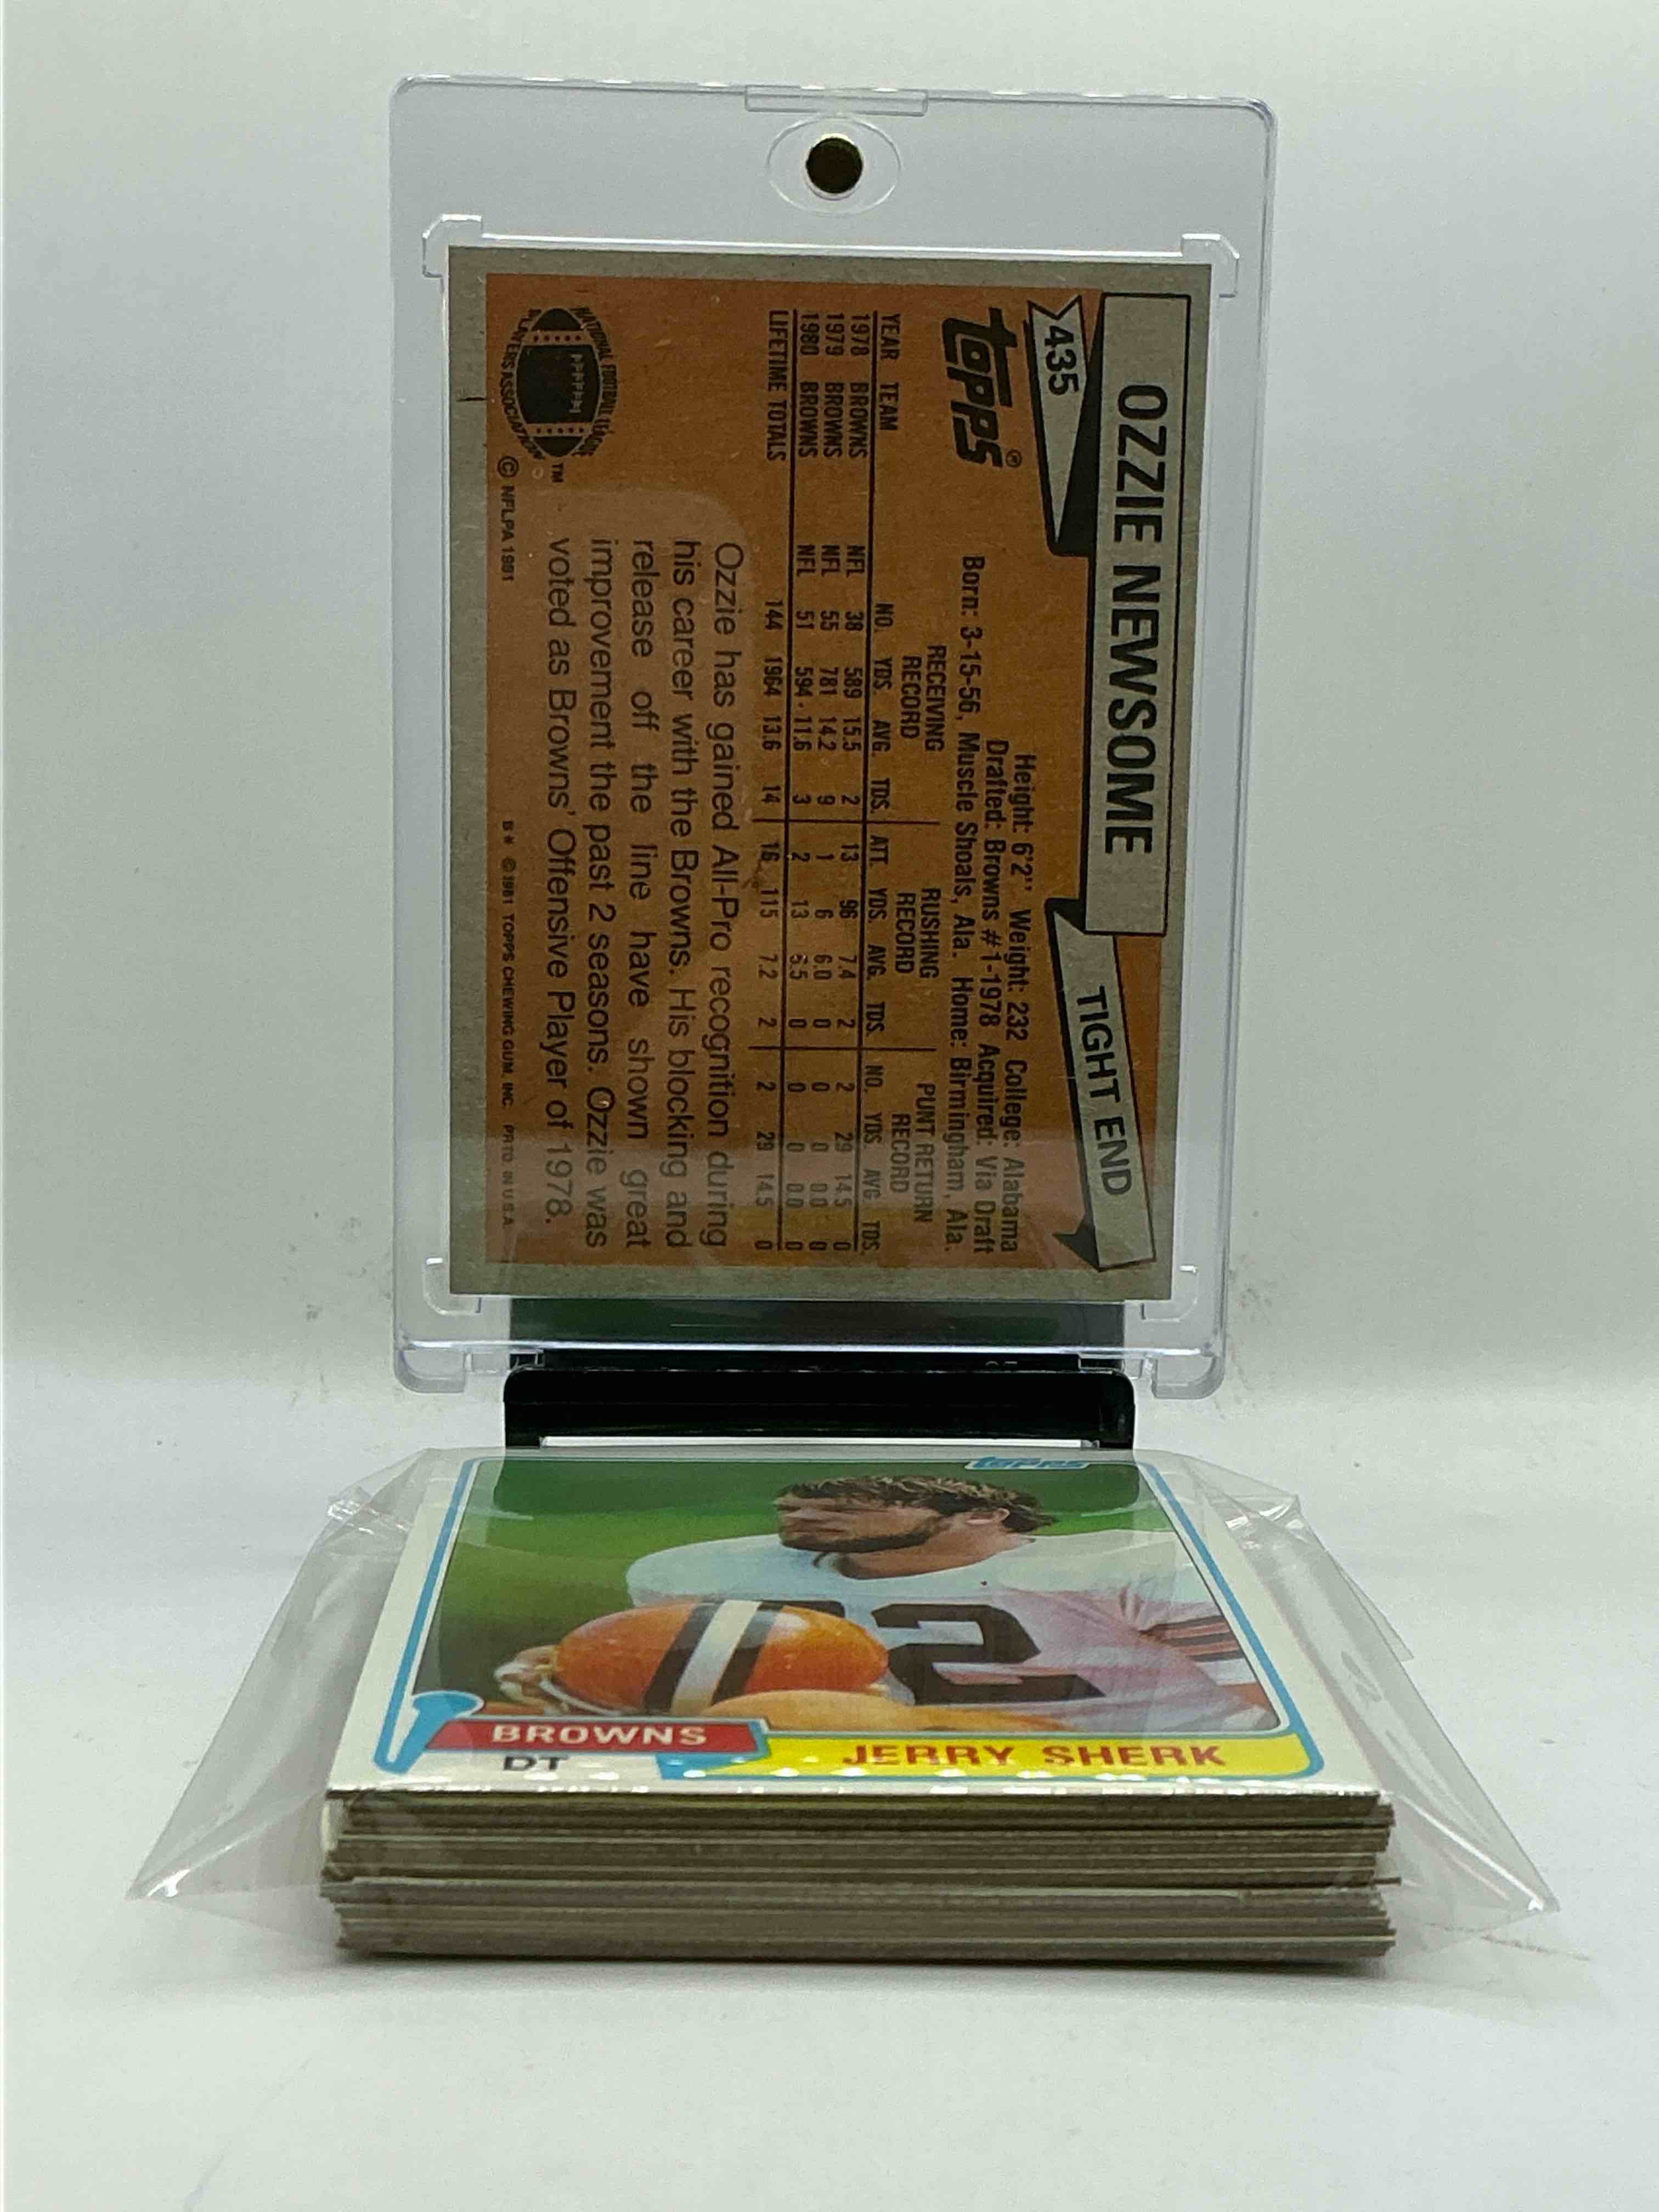 OZZIE NEWSOME
TIGHT END
435
topps®
Height: 6'2" Weight: 232 College: Alabama
Drafted: Browns #1-1978 Acquired: Via Draft
Born: 3-15-56, Muscle Shoals, Ala. Home: Birmingham, Ala.
RECEIVING RECORD RUSHING RECORD PUNT RETURN RECORD
YEAR TEAM NO. YDS. AVG. TDS. ATT. YDS. AVG. TDS. NO. YDS. AVG. TDS.
1978 BROWNS NFL 38 589 15.5 2 13 96 7.4 2 2 29 14.5 0
1979 BROWNS NFL 55 781 14.2 9 1 6 6.0 0 0 0 0.0 0
1980 BROWNS NFL 51 594 11.6 3 2 13 6.5 0 0 0 0.0 0
LIFETIME TOTALS 144 1964 13.6 14 16 115 7.2 2 2 29 14.5 0
Ozzie has gained All-Pro recognition during
his career with the Browns. His blocking and
release off the line have shown great
improvement the past 2 seasons. Ozzie was
voted as Browns' Offensive Player of 1978.
NATIONAL FOOTBALL LEAGUE
PLAYERS ASSOCIATION
TM
© NFLPA 1981
B* © 1981 TOPPS CHEWING GUM, INC. PRTD. IN U.S.A.
topps
2
BROWNS
DT
JERRY SHERK